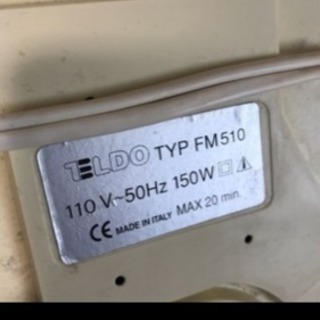 TELDO TYP FM510
110 V~50Hz 150W
CE MADE IN ITALY MAX 20 min.